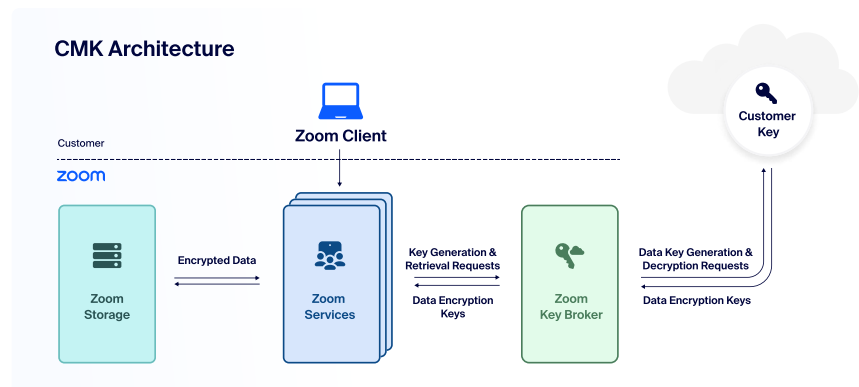 CMK Architecture
Zoom Client
Customer
Key
Customer
zoom
Encrypted Data
Key Generation &
Retrieval Requests
Data Encryption
Keys
Data Key Generation &
Decryption Requests
Data Encryption Keys
Zoom
Storage
Zoom
Services
Zoom
Key Broker